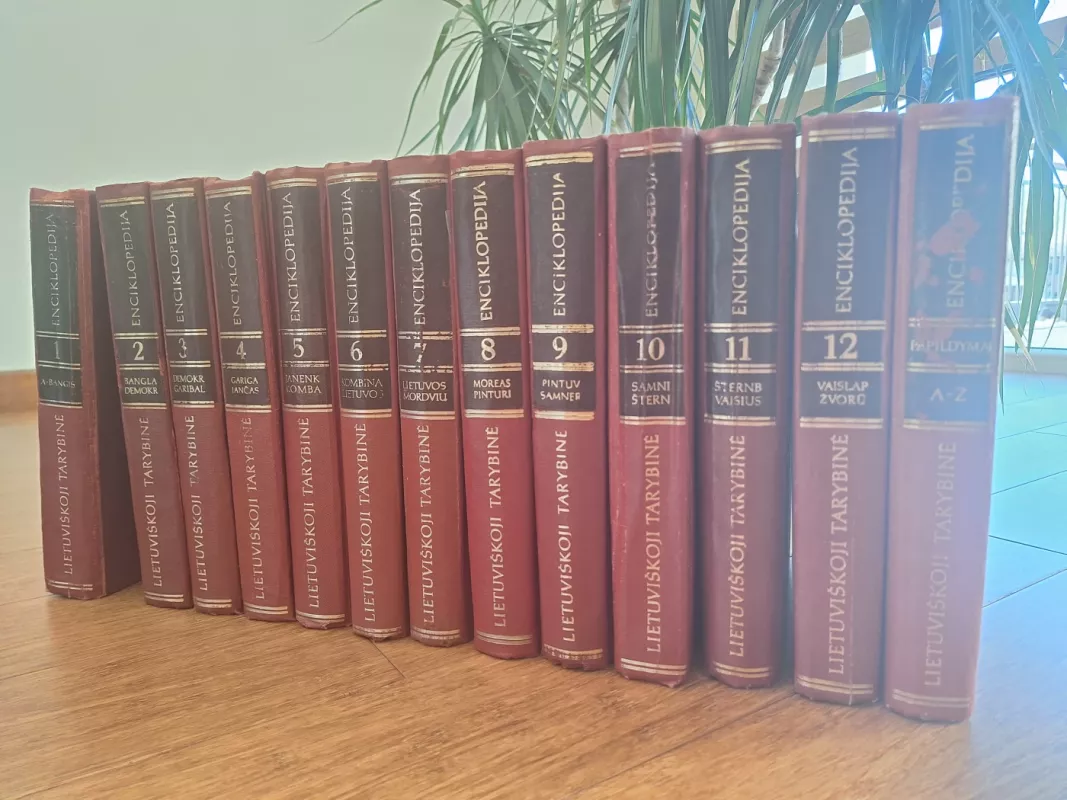 LIETUVIŠKOJI TARYBINĖ ENCIKLOPEDIJA
1
A-BANGIS
LIETUVIŠKOJI TARYBINĖ ENCIKLOPEDIJA
2
BANGLA
DEMOKR
LIETUVIŠKOJI TARYBINĖ ENCIKLOPEDIJA
3
DEMOKR
GARIBAL
LIETUVIŠKOJI TARYBINĖ ENCIKLOPEDIJA
4
GARIGA
JANČAS
LIETUVIŠKOJI TARYBINĖ ENCIKLOPEDIJA
5
JANENK
KOMBA
LIETUVIŠKOJI TARYBINĖ ENCIKLOPEDIJA
6
KOMBINA
LIETUVOS
LIETUVIŠKOJI TARYBINĖ ENCIKLOPEDIJA
7
LIETUVOS
MORDVIU
LIETUVIŠKOJI TARYBINĖ ENCIKLOPEDIJA
8
MOREAS
PINTURI
LIETUVIŠKOJI TARYBINĖ ENCIKLOPEDIJA
9
PINTUV
SAMNER
LIETUVIŠKOJI TARYBINĖ ENCIKLOPEDIJA
10
SAMNI
ŠTERN
LIETUVIŠKOJI TARYBINĖ ENCIKLOPEDIJA
11
ŠTERNB
VAISIUS
LIETUVIŠKOJI TARYBINĖ ENCIKLOPEDIJA
12
VAISLAP
ŽVORŪ
LIETUVIŠKOJI TARYBINĖ ENCIKLOPEDIJA
PAPILDYMAI
A-Z